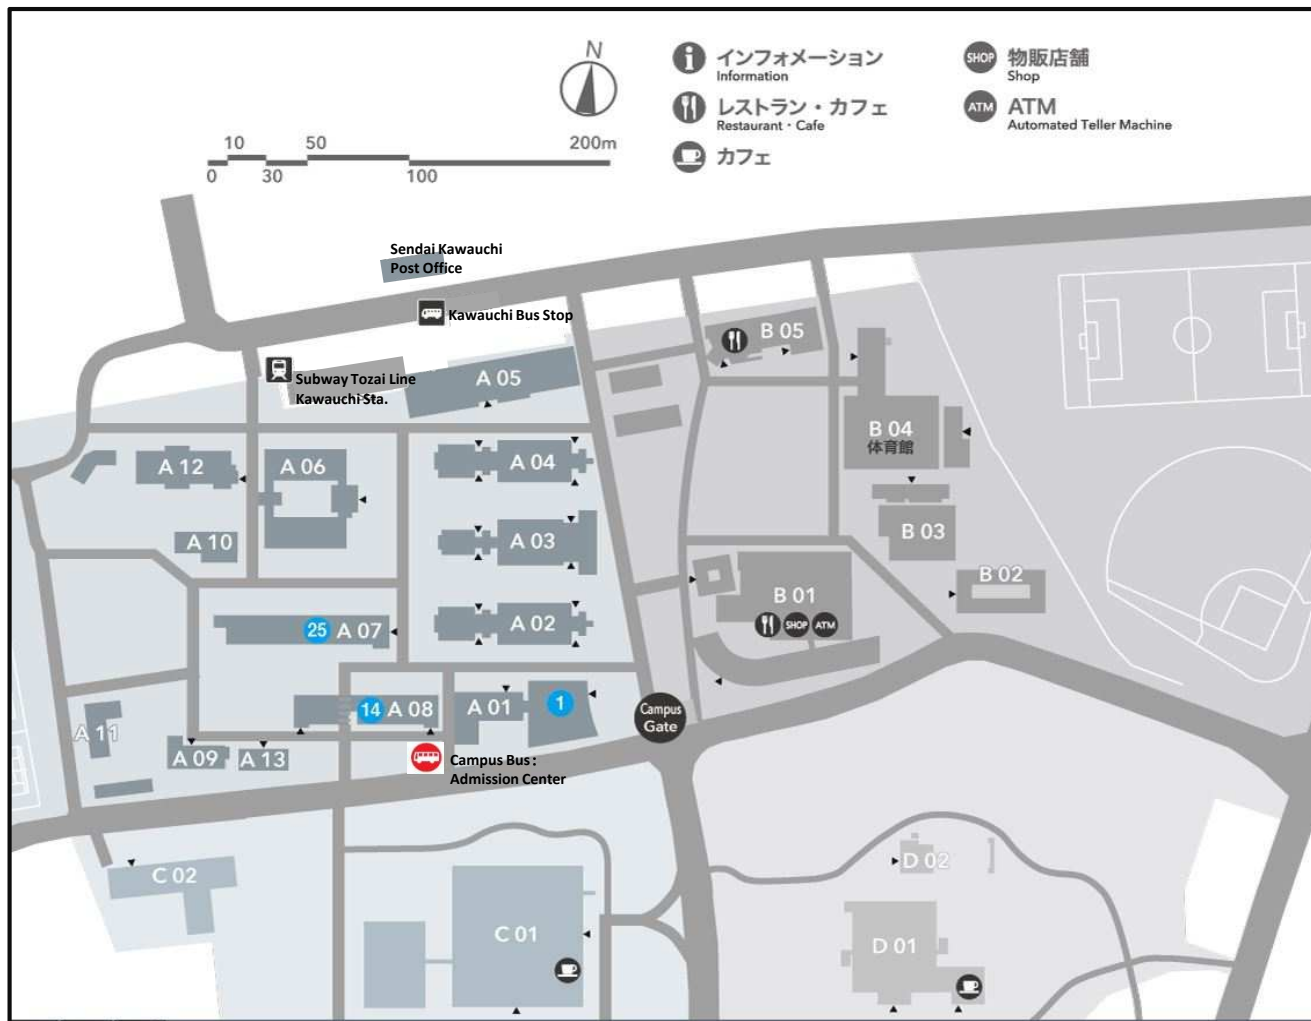 N
インフォメーション
Information
物販店舗
SHOP
Shop
レストラン・カフェ
Restaurant・Cafe
ATM
ATM
Automated Teller Machine
カフェ
10 50 200m
0 30 100
Sendai Kawauchi
Post Office
Kawauchi Bus Stop
Subway Tozai Line
Kawauchi Sta.
A 05
B 05
B 04
体育館
A 12
A 06
A 04
A 10
A 03
B 03
B 02
B 01
SHOP
ATM
A 02
25
A 07
14
A 08
A 01
1
Campus
Gate
A 11
A 09
A 13
Campus Bus :
Admission Center
C 02
D 02
C 01
D 01